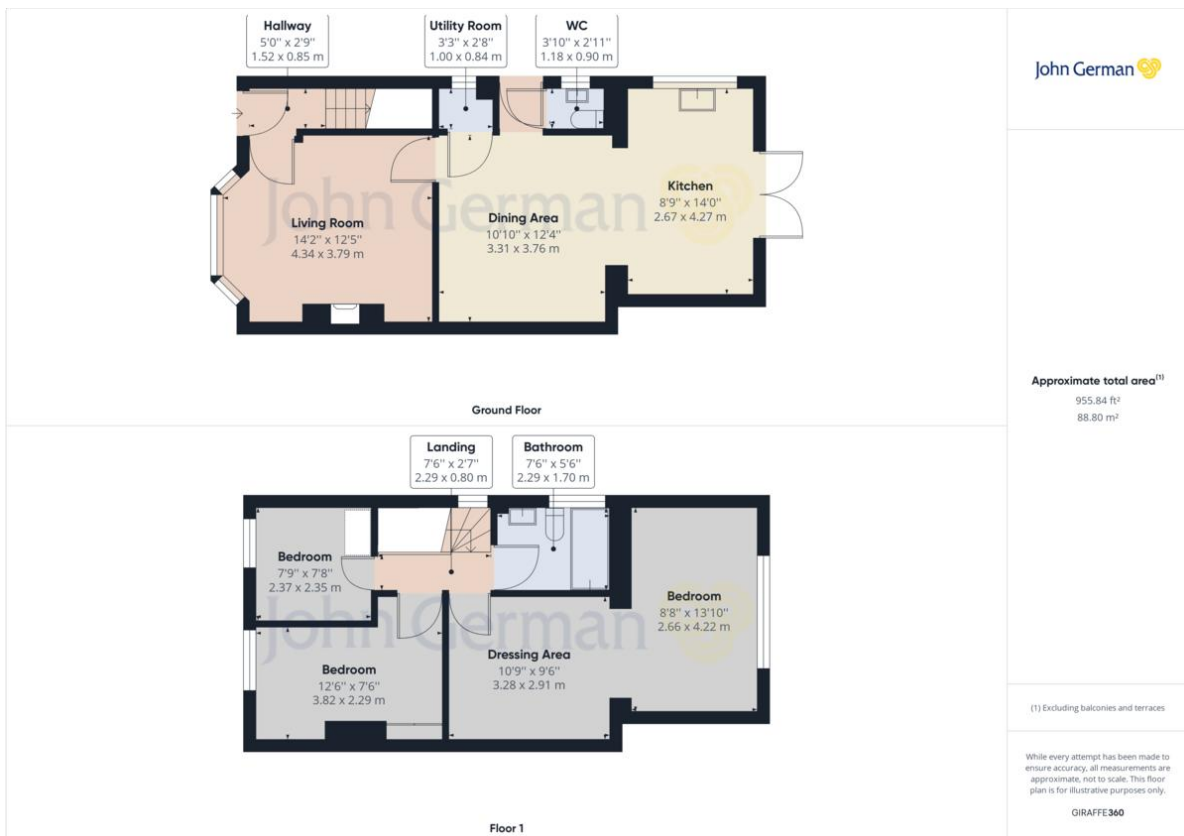 Hallway
5'0'' x 2'9''
1.52 x 0.85 m
Utility Room
3'3'' x 2'8''
1.00 x 0.84 m
WC
3'10'' x 2'11''
1.18 x 0.90 m
John German
Kitchen
8'9'' x 14'0''
2.67 x 4.27 m
John German
Living Room
14'2'' x 12'5''
4.34 x 3.79 m
Dining Area
10'10'' x 12'4''
3.31 x 3.76 m
Ground Floor
Approximate total area(1)
955.84 ft²
88.80 m²
Landing
7'6'' x 2'7''
2.29 x 0.80 m
Bathroom
7'6'' x 5'6''
2.29 x 1.70 m
Bedroom
7'9'' x 7'8''
2.37 x 2.35 m
Bedroom
8'8'' x 13'10''
2.66 x 4.22 m
John German
Bedroom
12'6'' x 7'6''
3.82 x 2.29 m
Dressing Area
10'9'' x 9'6''
3.28 x 2.91 m
Floor 1
(1) Excluding balconies and terraces
While every attempt has been made to
ensure accuracy, all measurements are
approximate, not to scale. This floor
plan is for illustrative purposes only.
GIRAFFE360